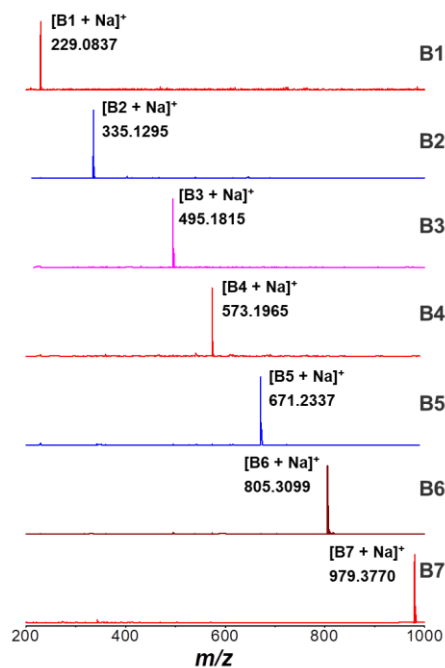 [B1 + Na]⁺
229.0837
B1
[B2 + Na]⁺
335.1295
B2
[B3 + Na]⁺
495.1815
B3
[B4 + Na]⁺
573.1965
B4
[B5 + Na]⁺
671.2337
B5
[B6 + Na]⁺
805.3099
B6
[B7 + Na]⁺
979.3770
B7
200 400 600 800 1000
m/z